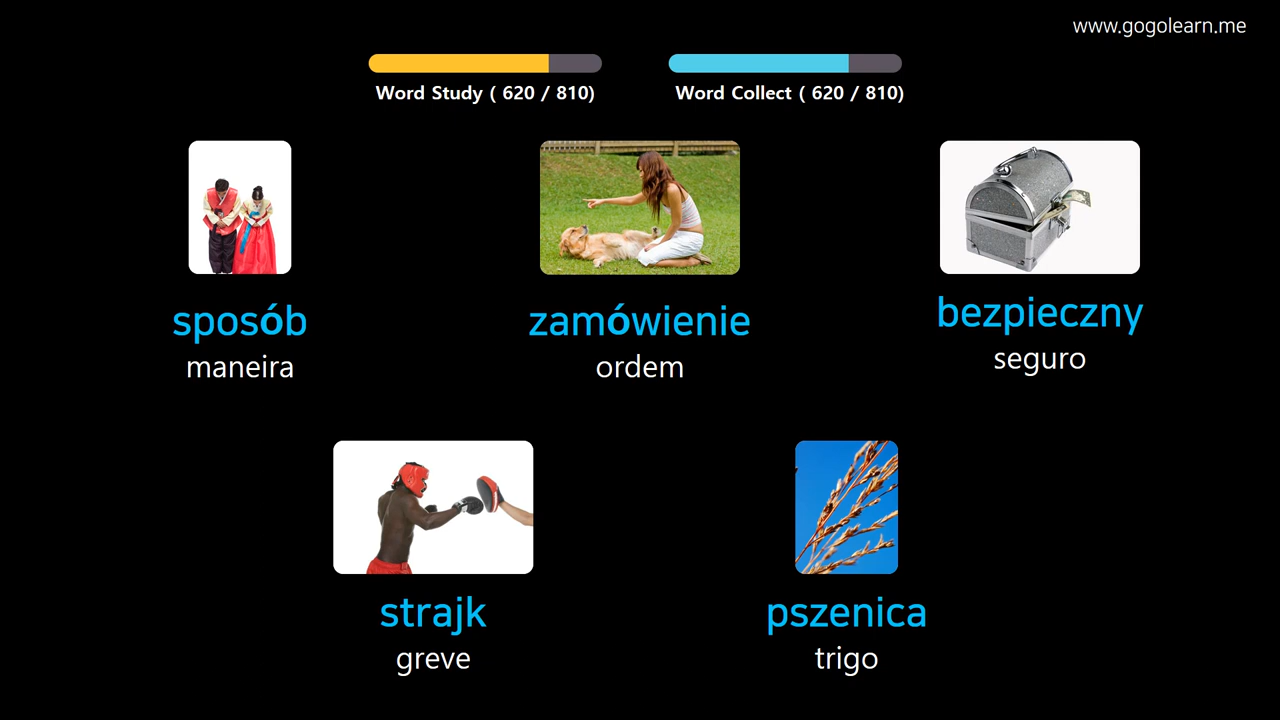 www.gogolearn.me
Word Study ( 620 / 810)
Word Collect ( 620 / 810)
sposób
maneira
zamówienie
ordem
bezpieczny
seguro
strajk
greve
pszenica
trigo